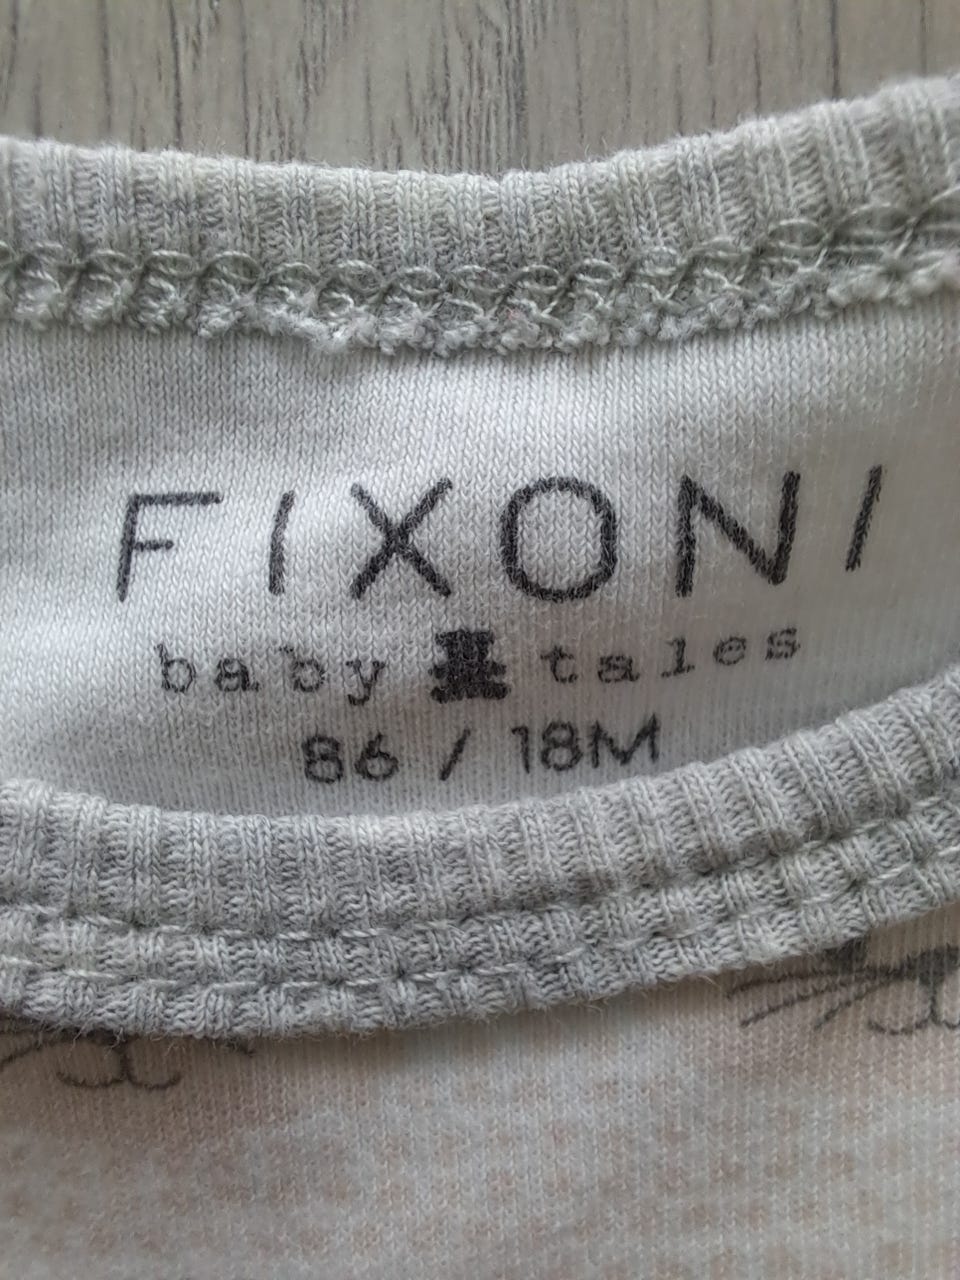 FIXONI
baby tales
86 / 18M